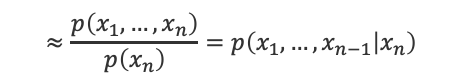 ≈ p(x₁, …, xₙ) / p(xₙ) = p(x₁, …, xₙ₋₁|xₙ)